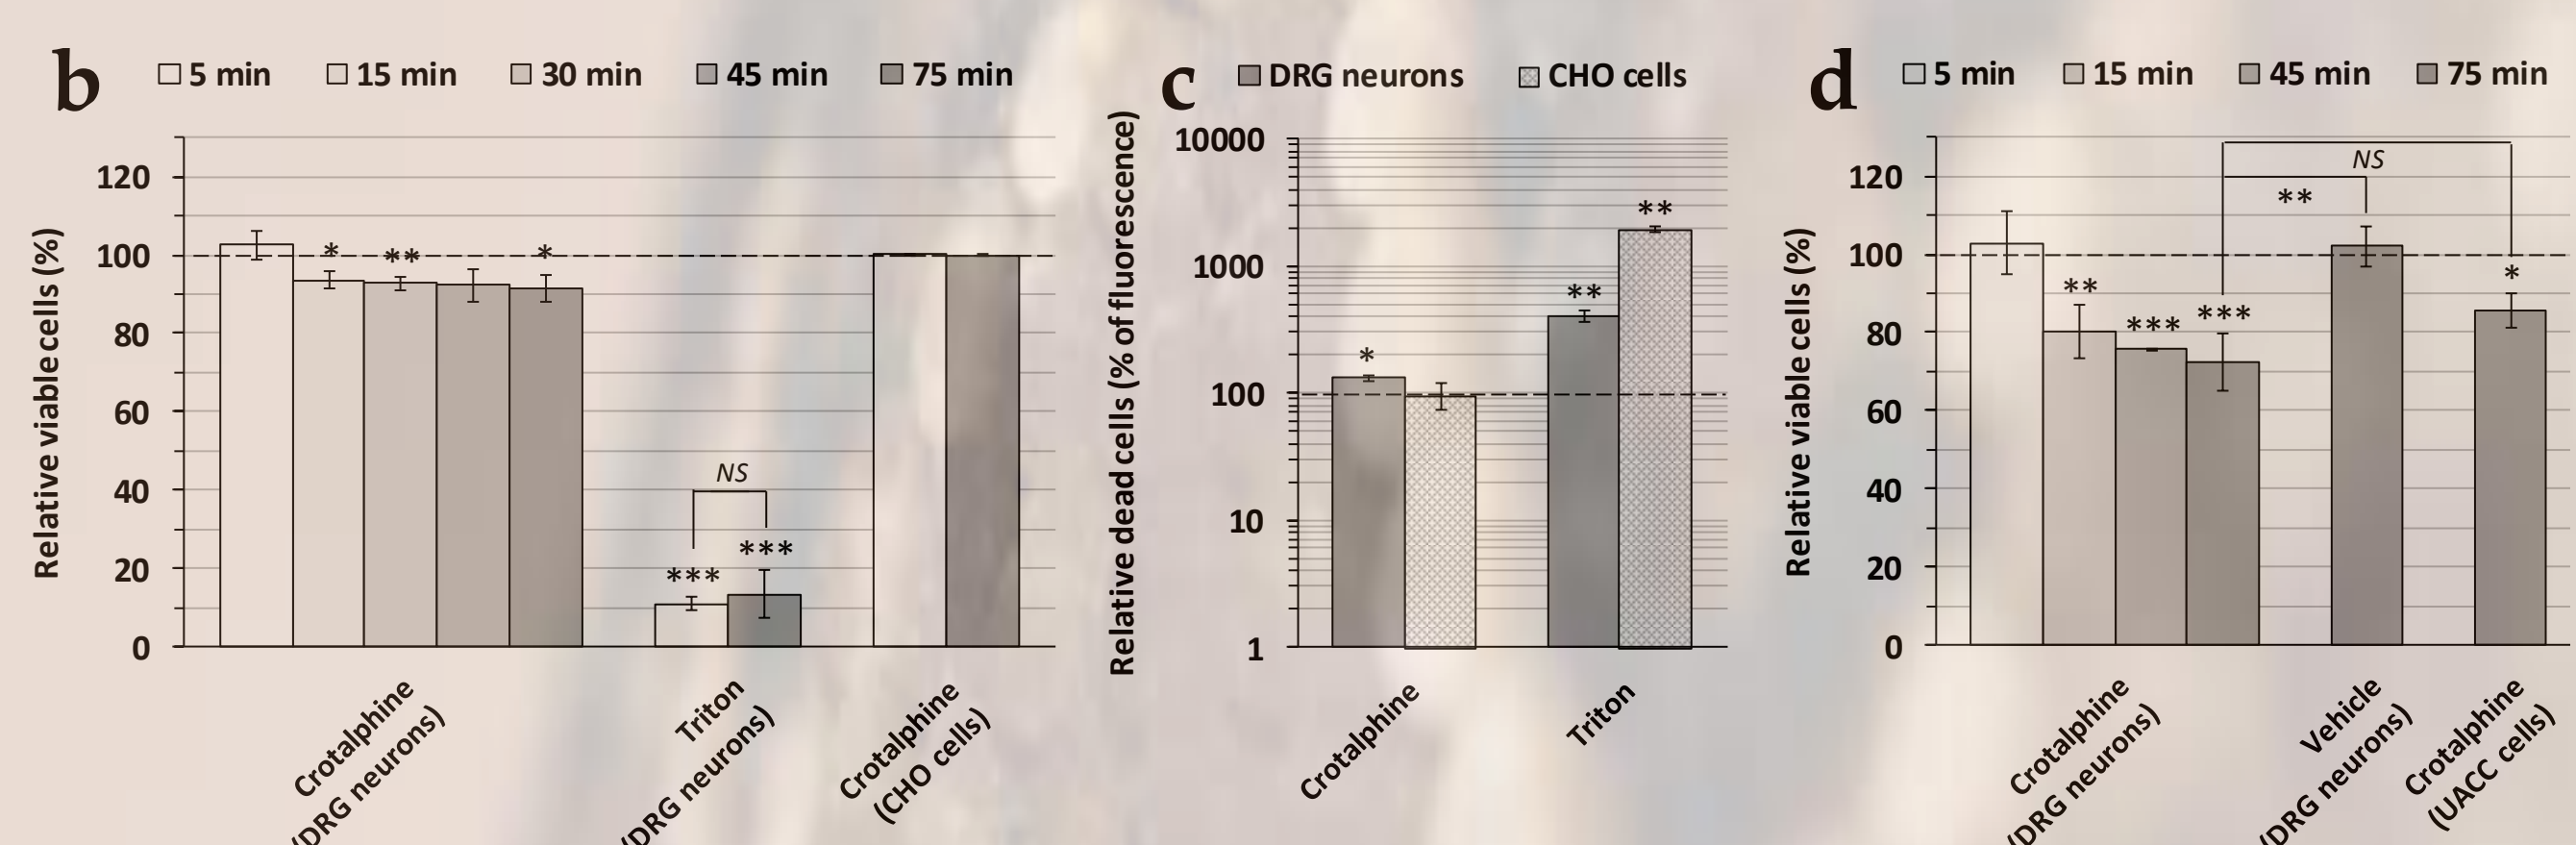 b
5 min 15 min 30 min 45 min 75 min
Relative viable cells (%)
120
100
80
60
40
20
0
* ** *
NS
*** ***
Crotalphine
(DRG neurons)
Triton
(DRG neurons)
Crotalphine
(CHO cells)
c
DRG neurons CHO cells
Relative dead cells (% of fluorescence)
10000
1000
100
10
1
*
**
**
Crotalphine
Triton
d
5 min 15 min 45 min 75 min
Relative viable cells (%)
120
100
80
60
40
20
0
NS
**
**
***
***
*
Crotalphine
(DRG neurons)
Vehicle
(DRG neurons)
Crotalphine
(UACC cells)